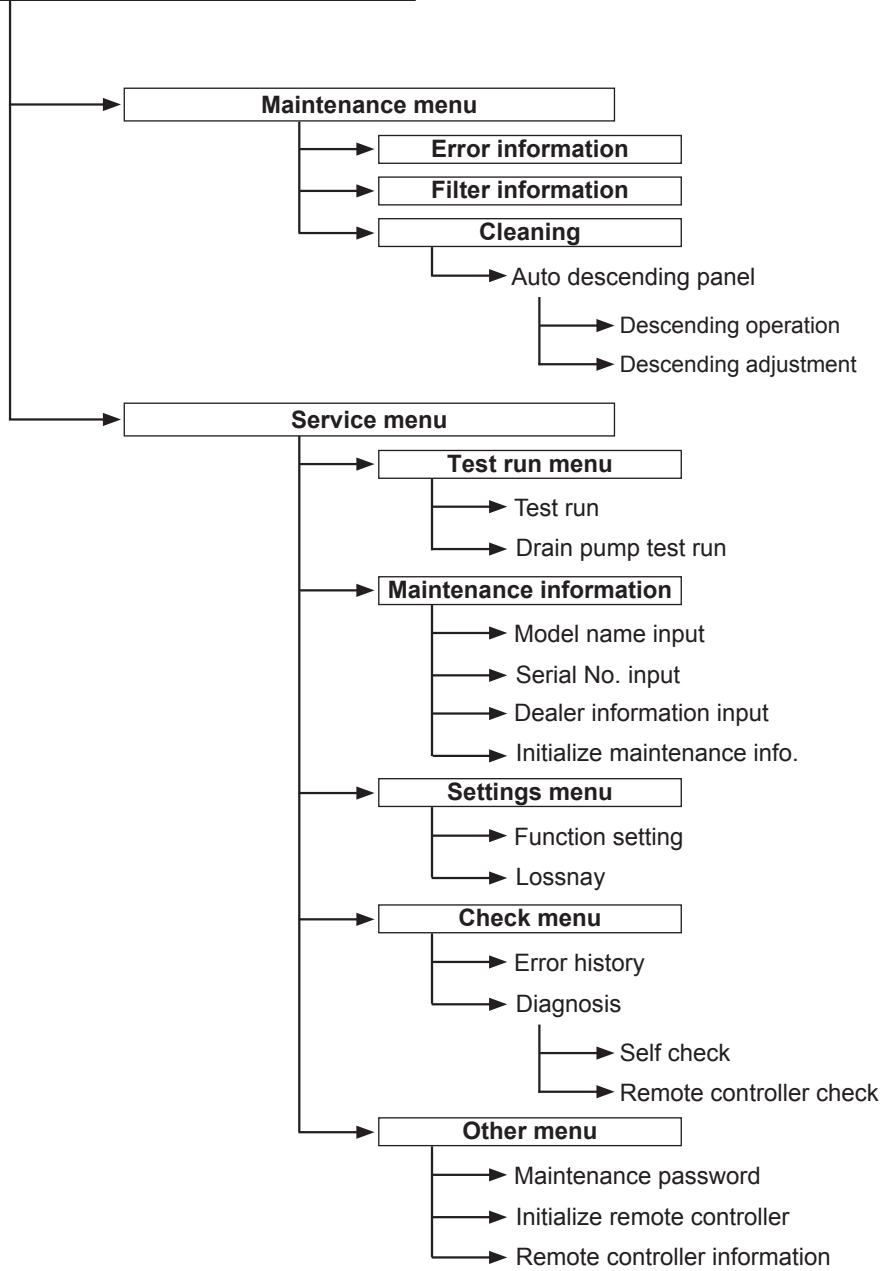 Maintenance menu
Error information
Filter information
Cleaning
Auto descending panel
Descending operation
Descending adjustment
Service menu
Test run menu
Test run
Drain pump test run
Maintenance information
Model name input
Serial No. input
Dealer information input
Initialize maintenance info.
Settings menu
Function setting
Lossnay
Check menu
Error history
Diagnosis
Self check
Remote controller check
Other menu
Maintenance password
Initialize remote controller
Remote controller information